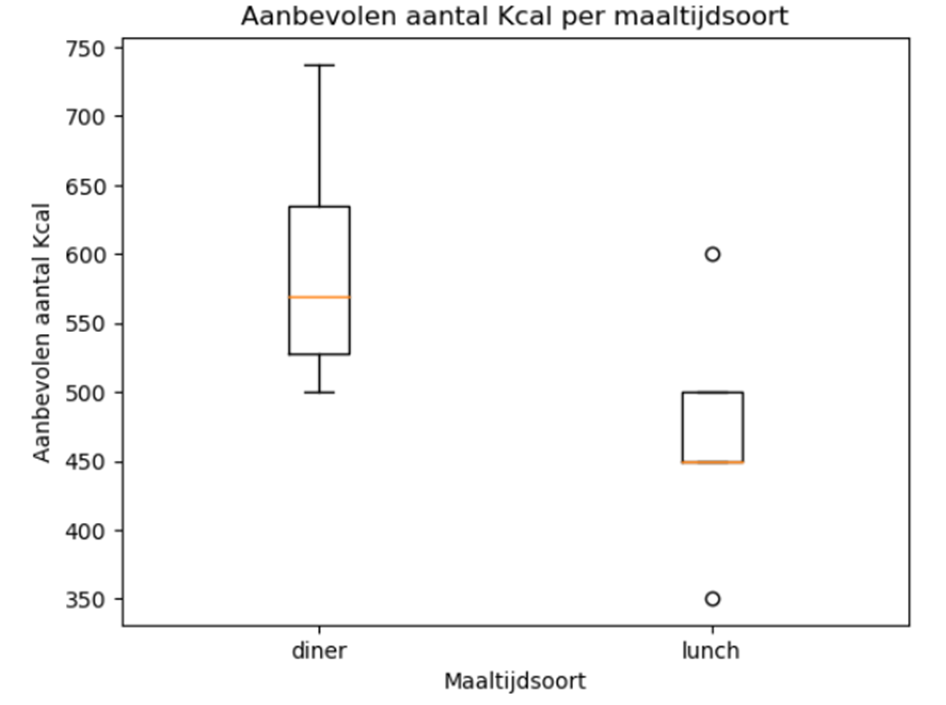 Aanbevolen aantal Kcal per maaltijdsoort
750
700
650
600
550
500
450
400
350
Aanbevolen aantal Kcal
diner lunch
Maaltijdsoort